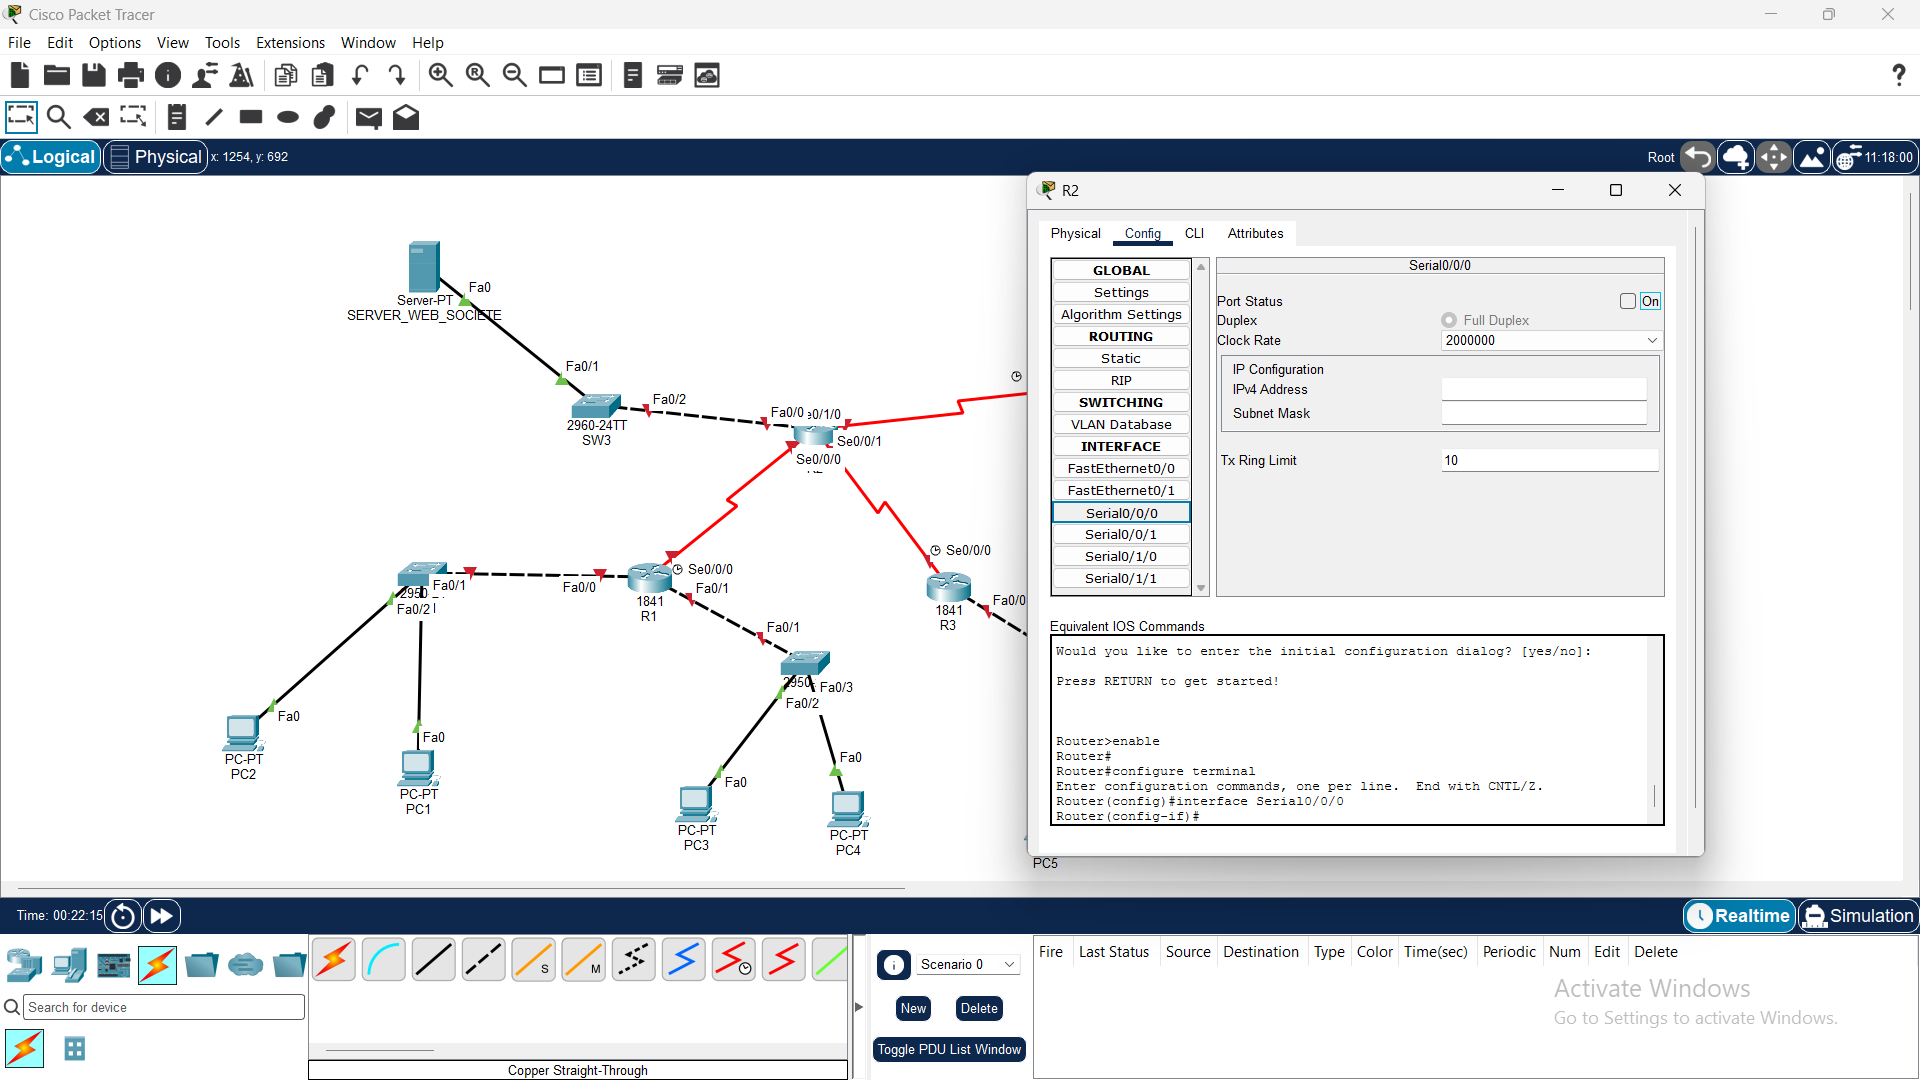 Cisco Packet Tracer
File Edit Options View Tools Extensions Window Help
Logical Physical x: 1254, y: 692
Root 11:18:00
Fa0
Server-PT
SERVER_WEB_SOCIETE
Fa0/1
Fa0/2
2960-24TT
SW3
Fa0/0
Se0/0/1
Se0/0/0
Fa0/1
Fa0/2
Fa0/0
Se0/0/0
Fa0/1
1841
R1
Se0/0/0
Fa0/0
1841
R3
Fa0/1
Fa0/3
Fa0/2
Fa0
PC-PT
PC2
Fa0
PC-PT
PC1
Fa0
PC-PT
PC3
Fa0
PC-PT
PC4
PC5
R2
Physical Config CLI Attributes
GLOBAL
Settings
Algorithm Settings
ROUTING
Static
RIP
SWITCHING
VLAN Database
INTERFACE
FastEthernet0/0
FastEthernet0/1
Serial0/0/0
Serial0/0/1
Serial0/1/0
Serial0/1/1
Serial0/0/0
Port Status On
Duplex Full Duplex
Clock Rate 2000000
IP Configuration
IPv4 Address
Subnet Mask
Tx Ring Limit 10
Equivalent IOS Commands
Would you like to enter the initial configuration dialog? [yes/no]:
Press RETURN to get started!
Router>enable
Router#
Router#configure terminal
Enter configuration commands, one per line. End with CNTL/Z.
Router(config)#interface Serial0/0/0
Router(config-if)#
Time: 00:22:15
Realtime Simulation
S M
Search for device
Copper Straight-Through
Scenario 0
New Delete
Toggle PDU List Window
Fire Last Status Source Destination Type Color Time(sec) Periodic Num Edit Delete
Activate Windows
Go to Settings to activate Windows.